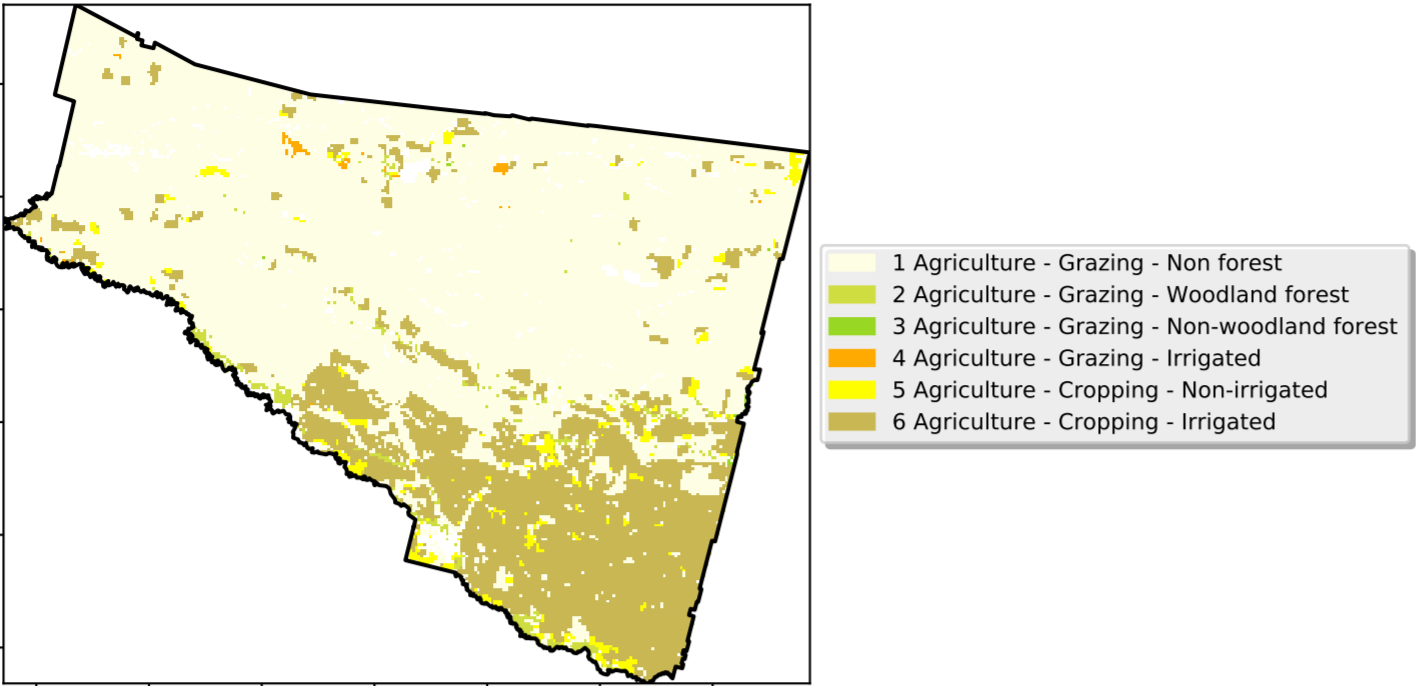 1 Agriculture - Grazing - Non forest
2 Agriculture - Grazing - Woodland forest
3 Agriculture - Grazing - Non-woodland forest
4 Agriculture - Grazing - Irrigated
5 Agriculture - Cropping - Non-irrigated
6 Agriculture - Cropping - Irrigated